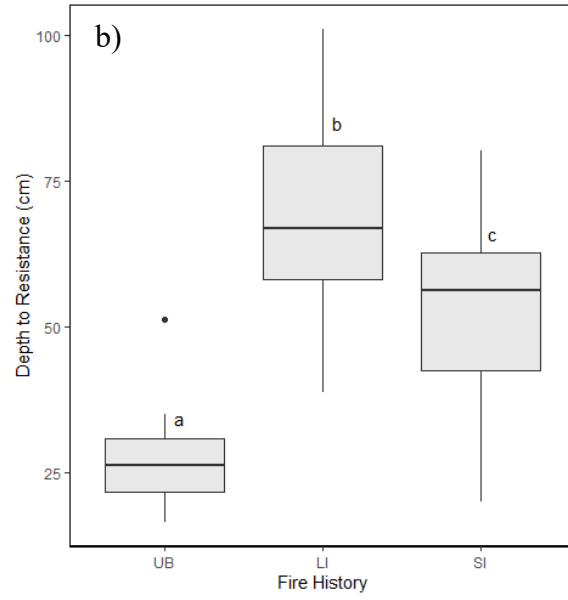 b)
100
75
50
25
Depth to Resistance (cm)
a
b
c
UB LI SI
Fire History